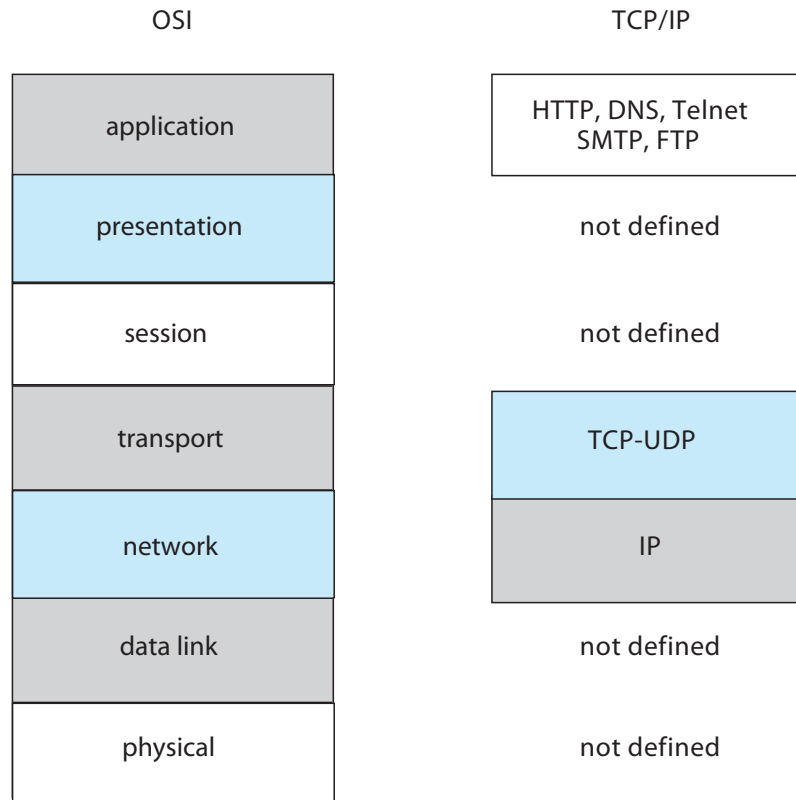 OSI
TCP/IP
application
HTTP, DNS, Telnet
SMTP, FTP
presentation
not defined
session
not defined
transport
TCP-UDP
network
IP
data link
not defined
physical
not defined